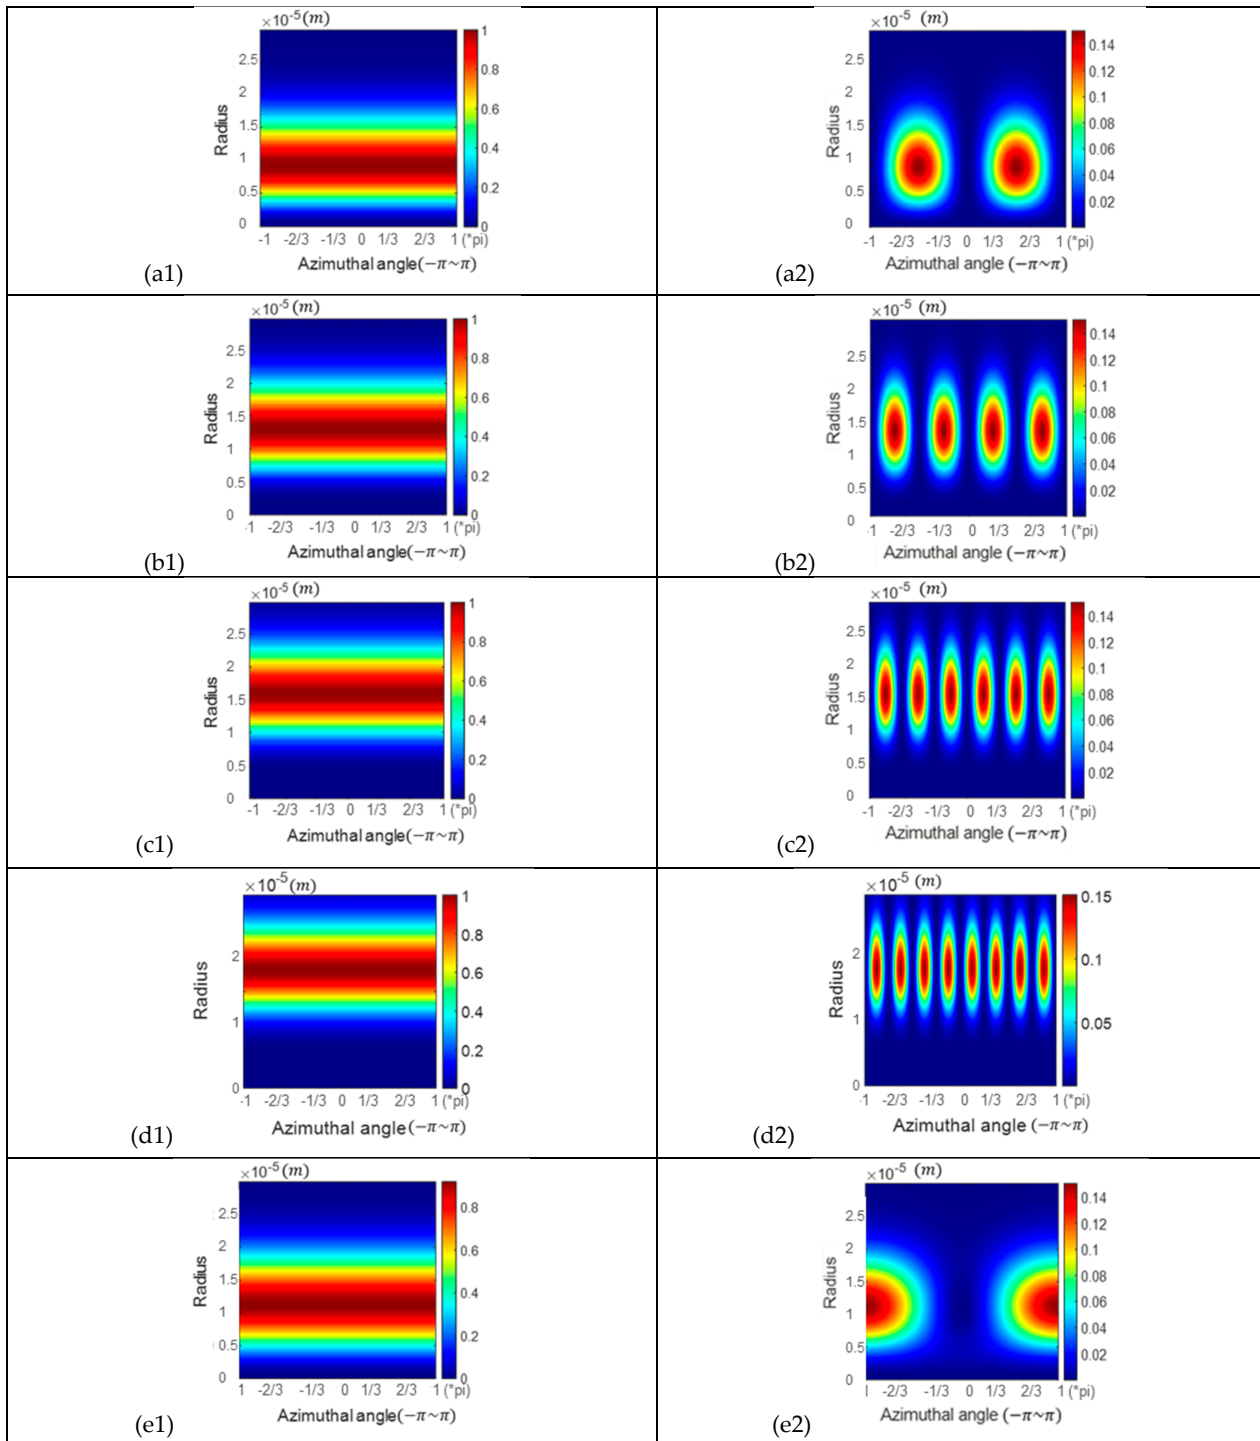 ×10⁻⁵(m)
1
2.5
2
0.8
1.5
0.6
Radius
1
0.4
0.5
0.2
0
0
-1 -2/3 -1/3 0 1/3 2/3 1 (*pi)
Azimuthal angle(−π~π)
(a1)
×10⁻⁵ (m)
2.5
0.14
2
0.12
0.1
1.5
0.08
Radius
1
0.06
0.04
0.5
0.02
0
-1 -2/3 -1/3 0 1/3 2/3 1 (*pi)
Azimuthal angle (−π~π)
(a2)
×10⁻⁵(m)
1
2.5
0.8
2
0.6
1.5
Radius
1
0.4
0.5
0.2
0
0
-1 -2/3 -1/3 0 1/3 2/3 1 (*pi)
Azimuthal angle(−π~π)
(b1)
×10⁻⁵ (m)
0.14
2.5
0.12
2
0.1
1.5
0.08
Radius
1
0.06
0.04
0.5
0.02
0
-1 -2/3 -1/3 0 1/3 2/3 1 (*pi)
Azimuthal angle (−π~π)
(b2)
×10⁻⁵(m)
1
2.5
0.8
2
0.6
1.5
Radius
1
0.4
0.5
0.2
0
0
-1 -2/3 -1/3 0 1/3 2/3 1 (*pi)
Azimuthal angle(−π~π)
(c1)
×10⁻⁵ (m)
2.5
0.14
2
0.12
0.1
1.5
0.08
Radius
1
0.06
0.04
0.5
0.02
0
-1 -2/3 -1/3 0 1/3 2/3 1 (*pi)
Azimuthal angle (−π~π)
(c2)
×10⁻⁵(m)
1
0.8
2
0.6
Radius
1
0.4
0.2
0
0
-1 -2/3 -1/3 0 1/3 2/3 1 (*pi)
Azimuthal angle(−π~π)
(d1)
×10⁻⁵ (m)
0.15
2
0.1
Radius
1
0.05
0
-1 -2/3 -1/3 0 1/3 2/3 1 (*pi)
Azimuthal angle (−π~π)
(d2)
×10⁻⁵(m)
2.5
0.8
2
0.6
1.5
Radius
1
0.4
0.5
0.2
0
0
1 -2/3 -1/3 0 1/3 2/3 1 (*pi)
Azimuthal angle(−π~π)
(e1)
×10⁻⁵ (m)
2.5
0.14
2
0.12
0.1
1.5
0.08
Radius
1
0.06
0.04
0.5
0.02
0
1 -2/3 -1/3 0 1/3 2/3 1 (*pi)
Azimuthal angle (−π~π)
(e2)